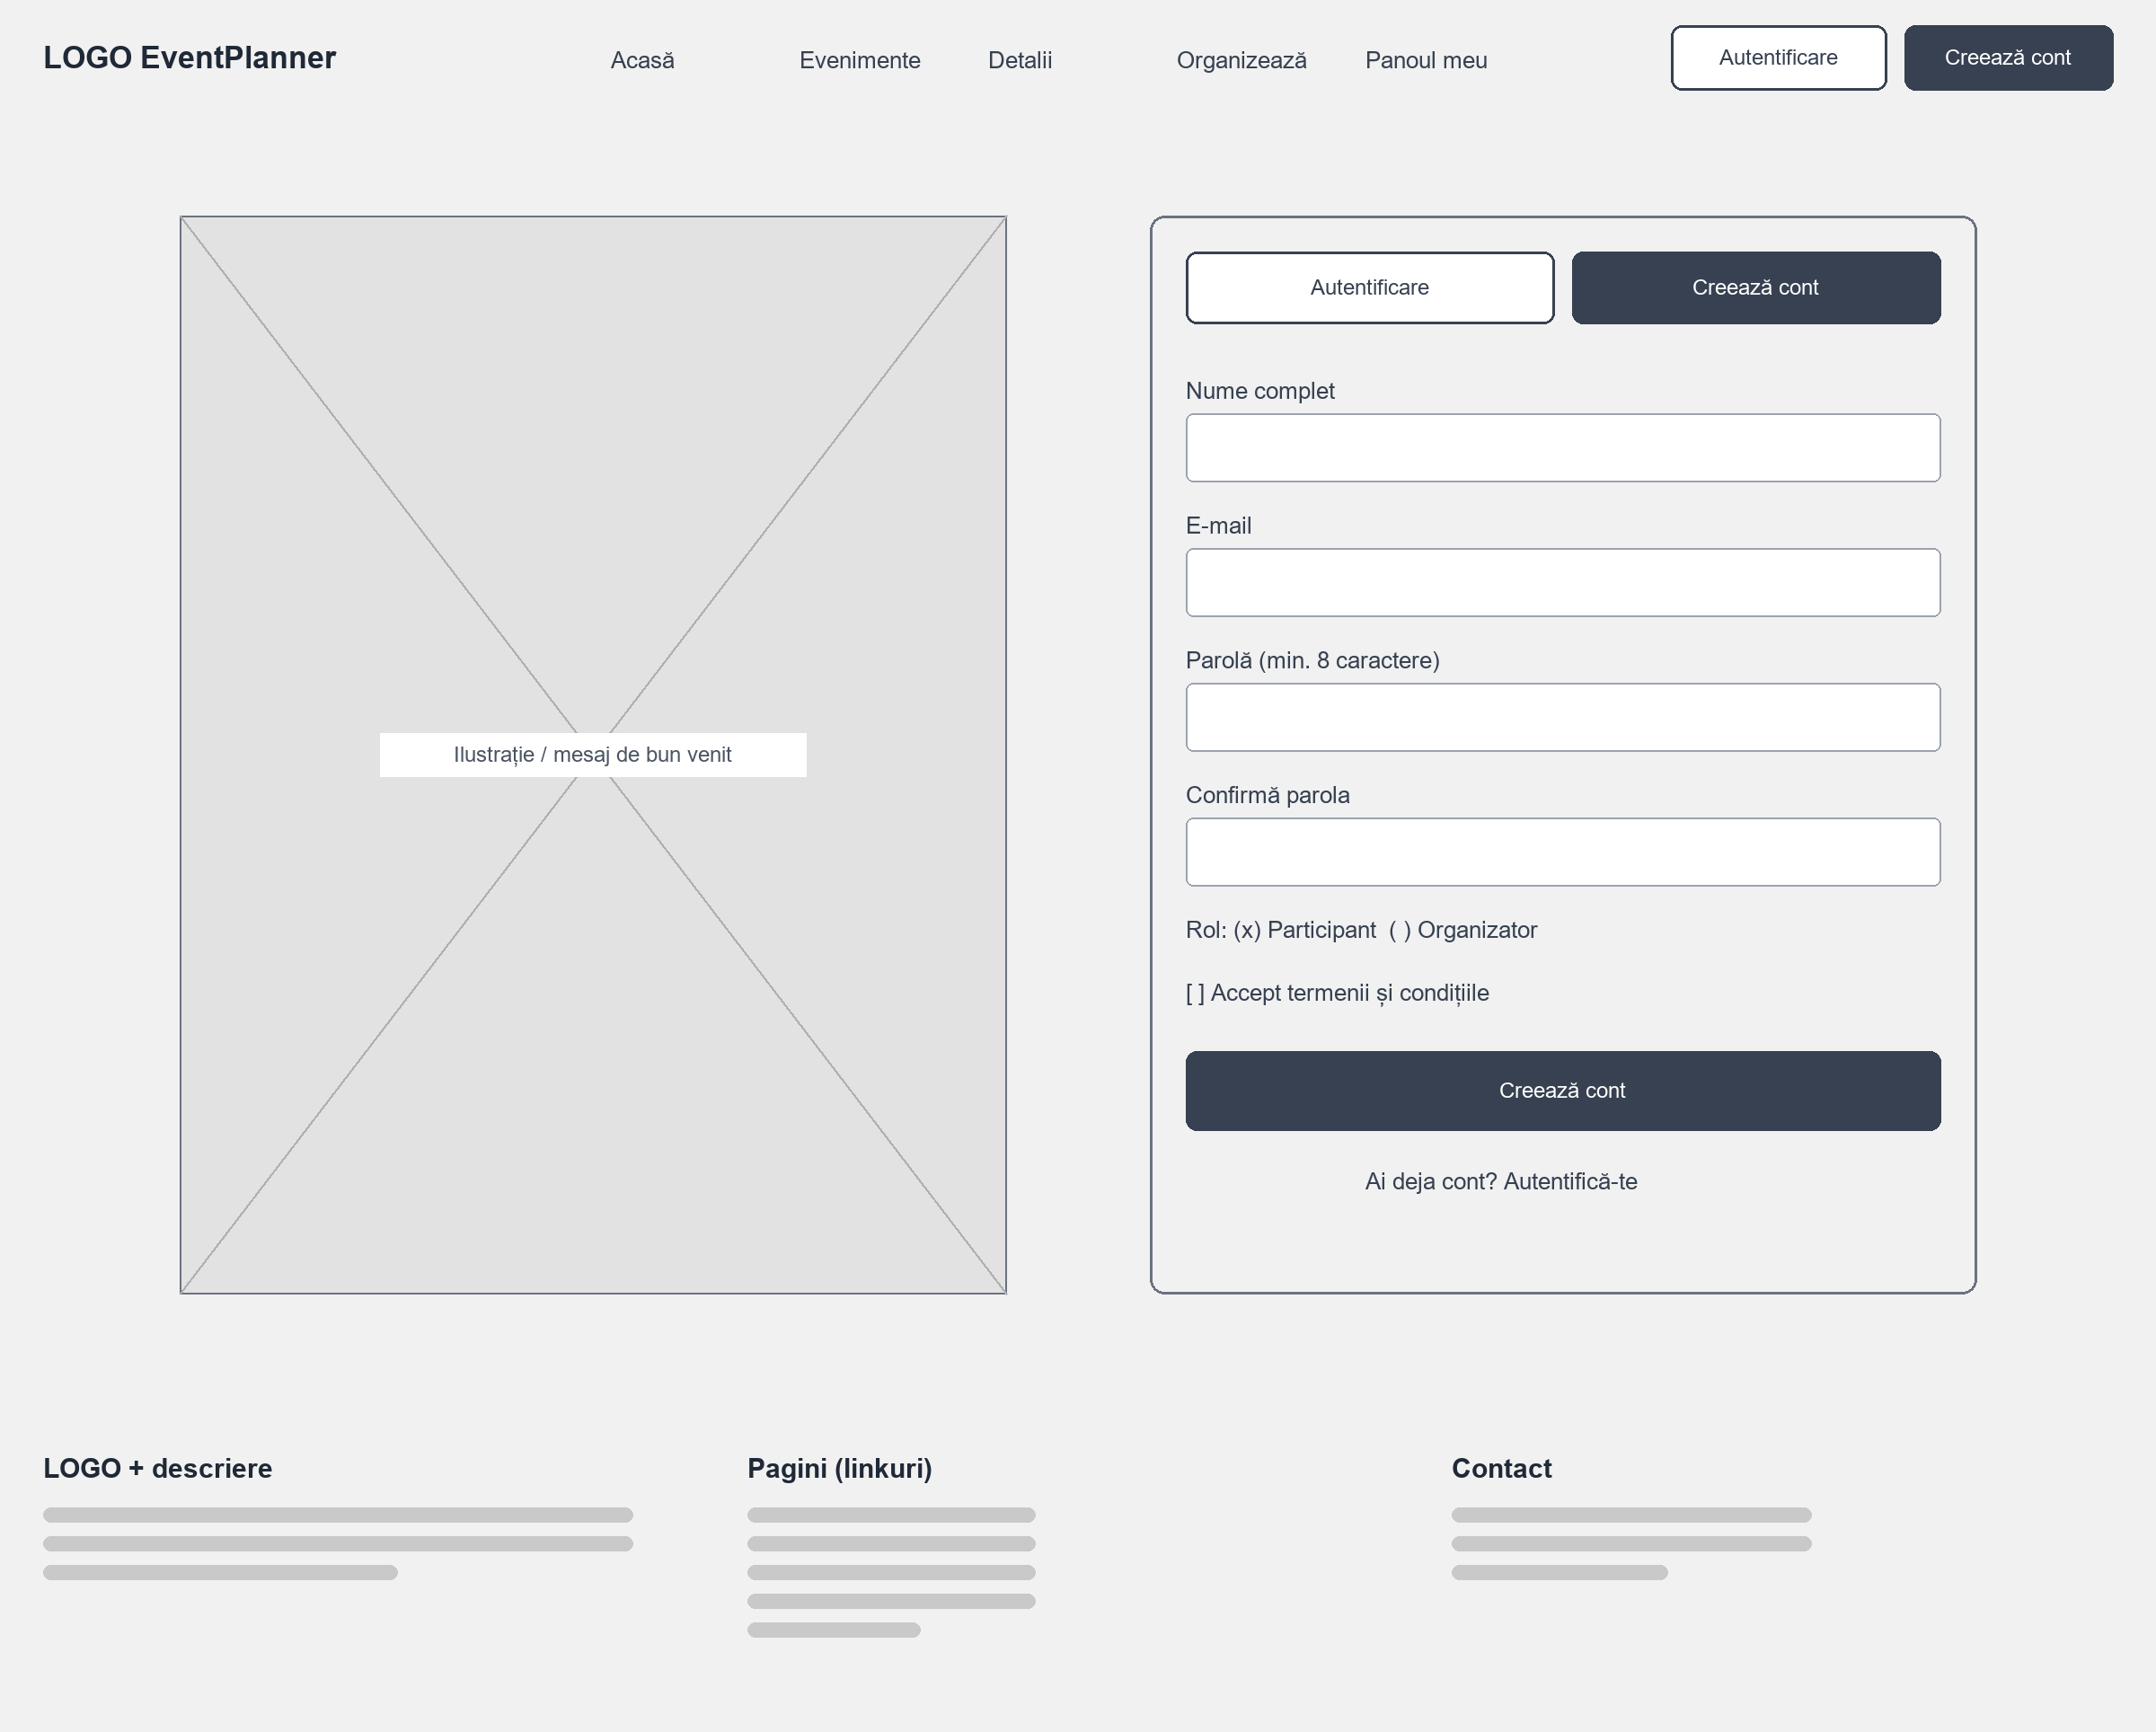 LOGO EventPlanner
Acasă
Evenimente
Detalii
Organizează
Panoul meu
Autentificare
Creează cont
Ilustrație / mesaj de bun venit
Autentificare
Creează cont
Nume complet
E-mail
Parolă (min. 8 caractere)
Confirmă parola
Rol: (x) Participant  ( ) Organizator
[ ] Accept termenii și condițiile
Creează cont
Ai deja cont? Autentifică-te
LOGO + descriere
Pagini (linkuri)
Contact